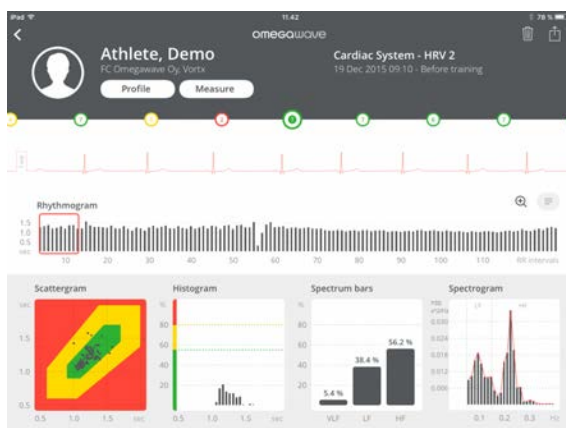 iPad 11.42 78 %
omegawave
Athlete, Demo
FC Omegawave Oy, Vortx
Profile Measure
Cardiac System - HRV 2
19 Dec 2015 09:10 - Before training
Rhythmogram
1.5
1.0
0.5
sec
10 20 30 40 50 60 70 80 90 100 110 RR intervals
Scattergram
sec
1.5
1.0
0.5
0.5 1.0 1.5 sec
Histogram
%
80
60
40
20
0.5 1.0 1.5 sec
Spectrum bars
%
80
60
40
20
5.4 % 38.4 % 56.2 %
VLF LF HF
Spectrogram
LF HF
0.030
0.024
0.018
0.012
0.006
0.1 0.2 0.3 Hz